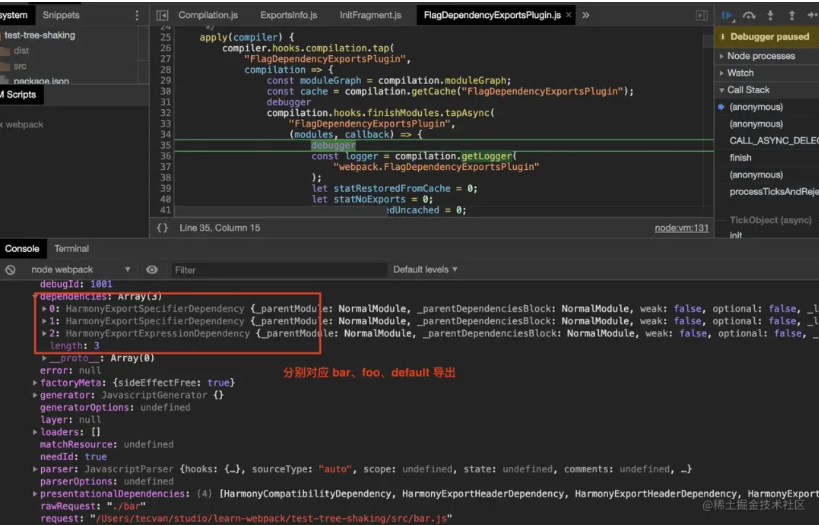 system Snippets
test-tree-shaking
dist
src
package.json
M Scripts
x webpack
Compilation.js ExportsInfo.js InitFragment.js FlagDependencyExportsPlugin.js × »
24 */
25 apply(compiler) {
26 compiler.hooks.compilation.tap(
27 "FlagDependencyExportsPlugin",
28 compilation => {
29 const moduleGraph = compilation.moduleGraph;
30 const cache = compilation.getCache("FlagDependencyExportsPlugin");
31 debugger
32 compilation.hooks.finishModules.tapAsync(
33 "FlagDependencyExportsPlugin",
34 (modules, callback) => {
35 debugger
36 const logger = compilation.getLogger(
37 "webpack.FlagDependencyExportsPlugin"
38 );
39 let statRestoredFromCache = 0;
40 let statNoExports = 0;
41 edUncached = 0;
{} Line 35, Column 15 node:vm:131
Debugger paused
Node processes
Watch
Call Stack
(anonymous)
(anonymous)
CALL_ASYNC_DELEG
finish
(anonymous)
processTicksAndReje
TickObject (async)
init
Console Terminal
node webpack Filter Default levels
debugId: 1001
dependencies: Array(3)
0: HarmonyExportSpecifierDependency {_parentModule: NormalModule, _parentDependenciesBlock: NormalModule, weak: false, optional: false, _l
1: HarmonyExportSpecifierDependency {_parentModule: NormalModule, _parentDependenciesBlock: NormalModule, weak: false, optional: false, _l
2: HarmonyExportExpressionDependency {_parentModule: NormalModule, _parentDependenciesBlock: NormalModule, weak: false, optional: false, _
length: 3
__proto__: Array(0)
error: null
分别对应 bar、foo、default 导出
factoryMeta: {sideEffectFree: true}
generator: JavascriptGenerator {}
generatorOptions: undefined
layer: null
loaders: []
matchResource: undefined
needId: true
parser: JavascriptParser {hooks: {…}, sourceType: "auto", scope: undefined, state: undefined, comments: undefined, …}
parserOptions: undefined
presentationalDependencies: (4) [HarmonyCompatibilityDependency, HarmonyExportHeaderDependency, HarmonyExportHeaderDependency, HarmonyExport
rawRequest: "./bar"
request: "/Users/tecvan/studio/learn-webpack/test-tree-shaking/src/bar.js"
@稀土掘金技术社区